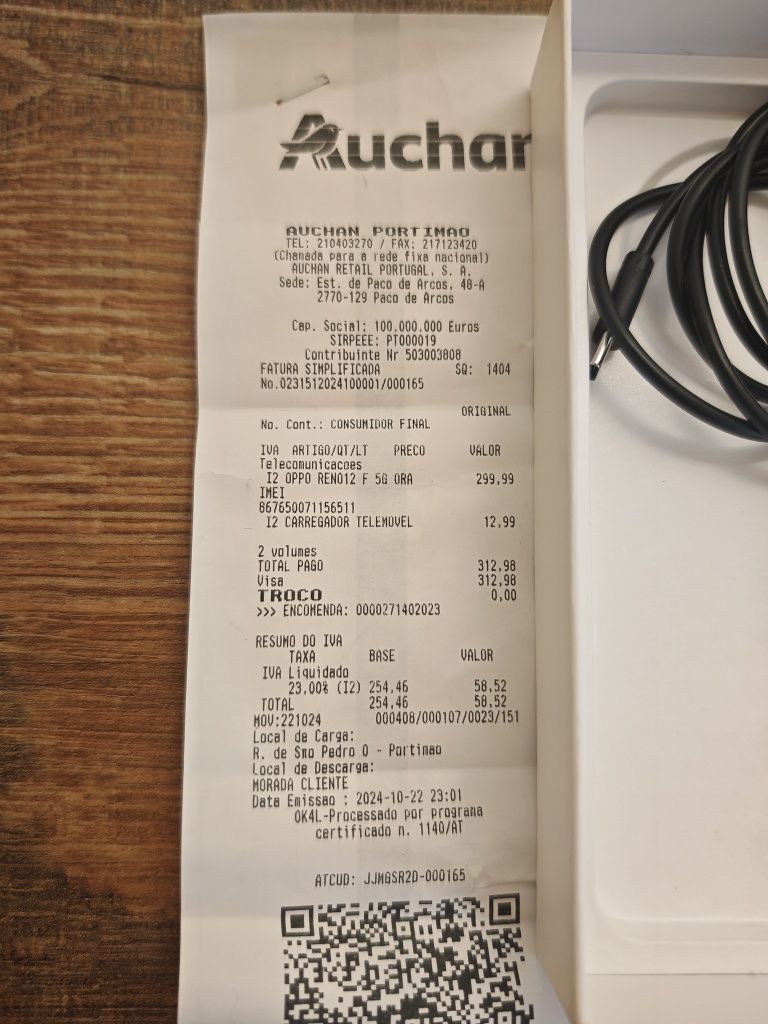 Auchan
AUCHAN PORTIMAO
TEL: 210403270 / FAX: 217123420
(Chamada para a rede fixa nacional)
AUCHAN RETAIL PORTUGAL, S. A.
Sede: Est. de Paco de Arcos, 48-A
2770-129 Paco de Arcos
Cap. Social: 100.000.000 Euros
SIRPEEE: PT000019
Contribuinte Nr 503003808
FATURA SIMPLIFICADA SQ: 1404
No.0231512024100001/000165
ORIGINAL
No. Cont.: CONSUMIDOR FINAL
IVA ARTIGO/QT/LT PRECO VALOR
Telecomunicacoes
I2 OPPO RENO12 F 5G ORA 299,99
IMEI
867650071156511
I2 CARREGADOR TELEMOVEL 12,99
2 volumes
TOTAL PAGO 312,98
Visa 312,98
TROCO 0,00
>>> ENCOMENDA: 0000271402023
RESUMO DO IVA
TAXA BASE VALOR
IVA Liquidado
23,00% (I2) 254,46 58,52
TOTAL 254,46 58,52
MOV:221024 000408/000107/0023/151
Local de Carga:
R. de Smo Pedro 0 - Portimao
Local de Descarga:
MORADA CLIENTE
Data Emissao : 2024-10-22 23:01
OK4L-Processado por programa
certificado n. 1140/AT
ATCUD: JJMGSR2D-000165